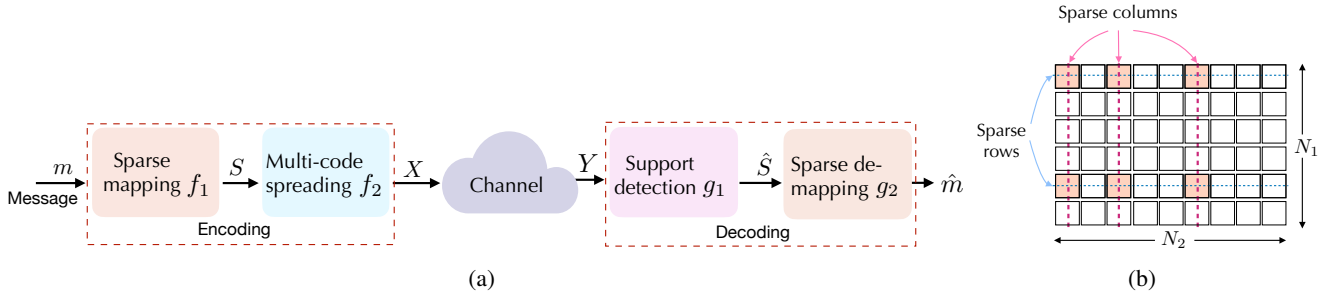 m
Message
Sparse
mapping f₁
S
Multi-code
spreading f₂
Encoding
X
Channel
Y
Support
detection g₁
Ŝ
Sparse de-
mapping g₂
Decoding
m̂
(a)
Sparse columns
Sparse
rows
N₁
N₂
(b)